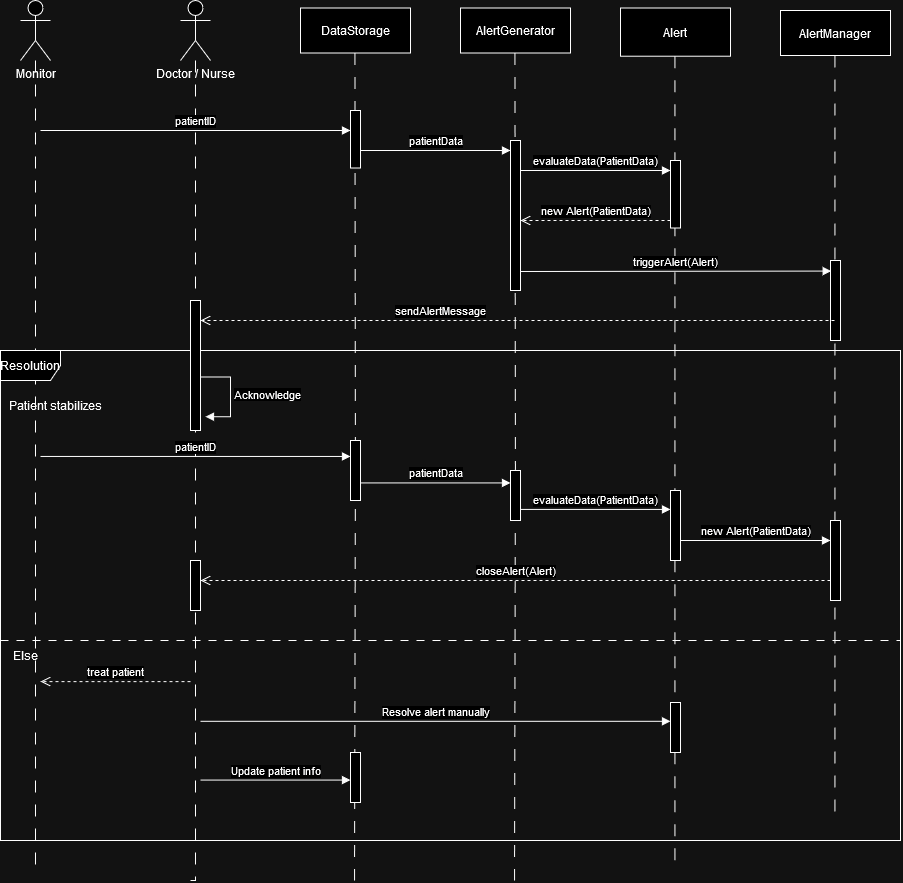 DataStorage
AlertGenerator
Alert
AlertManager
Monitor
Doctor / Nurse
patientID
patientData
evaluateData(PatientData)
new Alert(PatientData)
triggerAlert(Alert)
sendAlertMessage
Resolution
Acknowledge
Patient stabilizes
patientID
patientData
evaluateData(PatientData)
new Alert(PatientData)
closeAlert(Alert)
Else
treat patient
Resolve alert manually
Update patient info